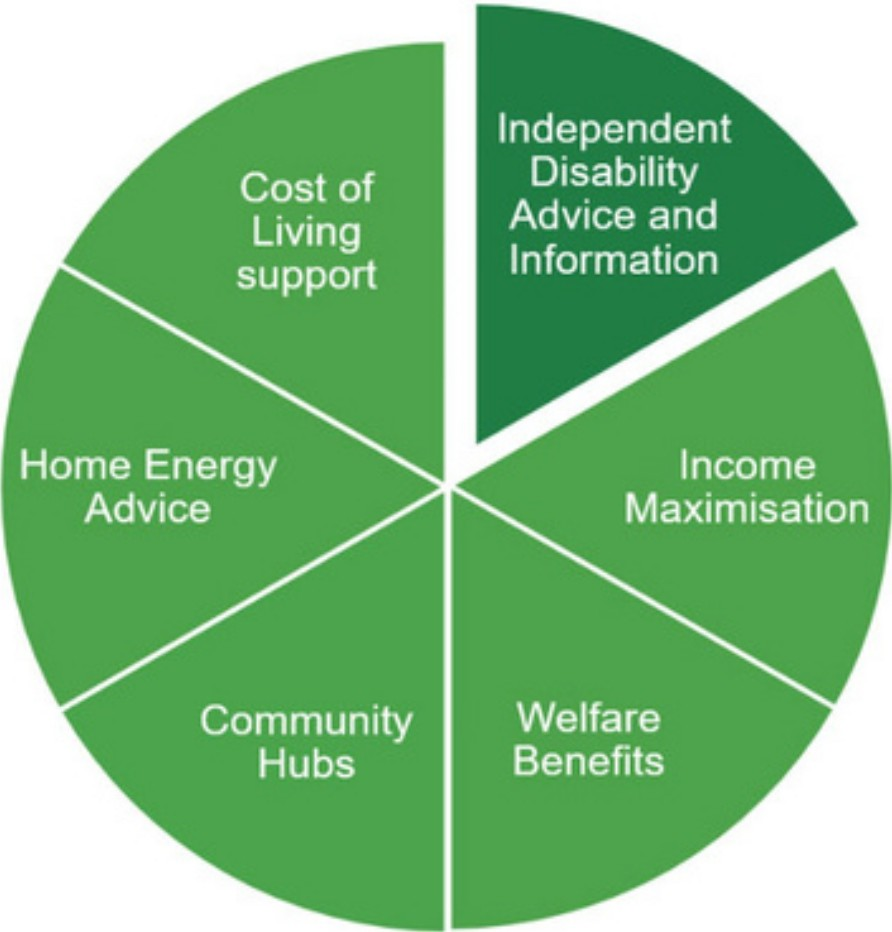 Independent
Disability
Advice and
Information
Income
Maximisation
Welfare
Benefits
Community
Hubs
Home Energy
Advice
Cost of
Living
support